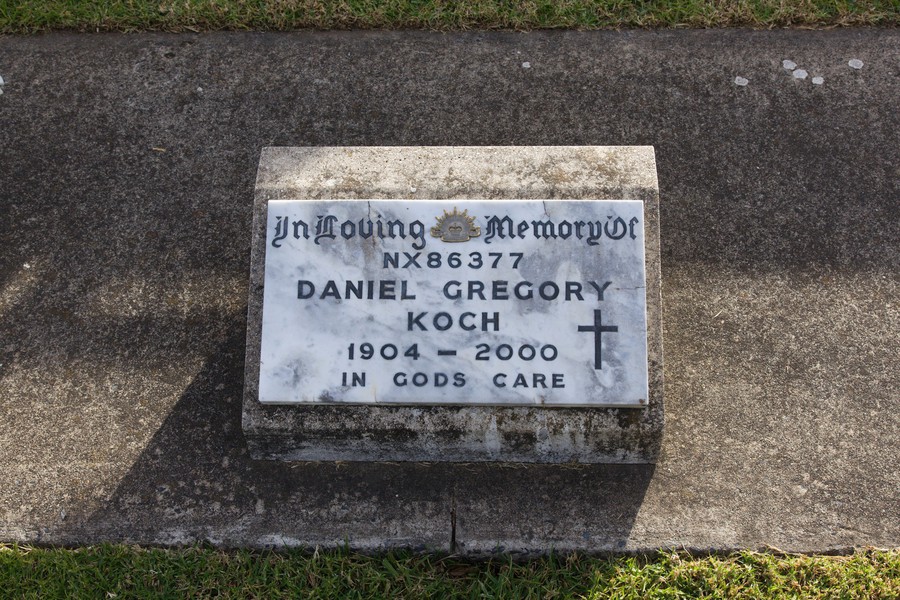 In Loving Memory Of
NX86377
DANIEL GREGORY
KOCH
1904 – 2000
IN GODS CARE